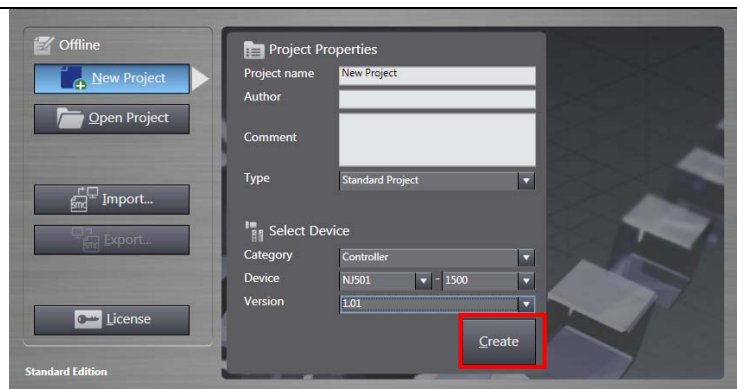 Offline
New Project
Open Project
Import...
Export...
License
Standard Edition
Project Properties
Project name New Project
Author
Comment
Type Standard Project
Select Device
Category Controller
Device NJ501 - 1500
Version 1.01
Create